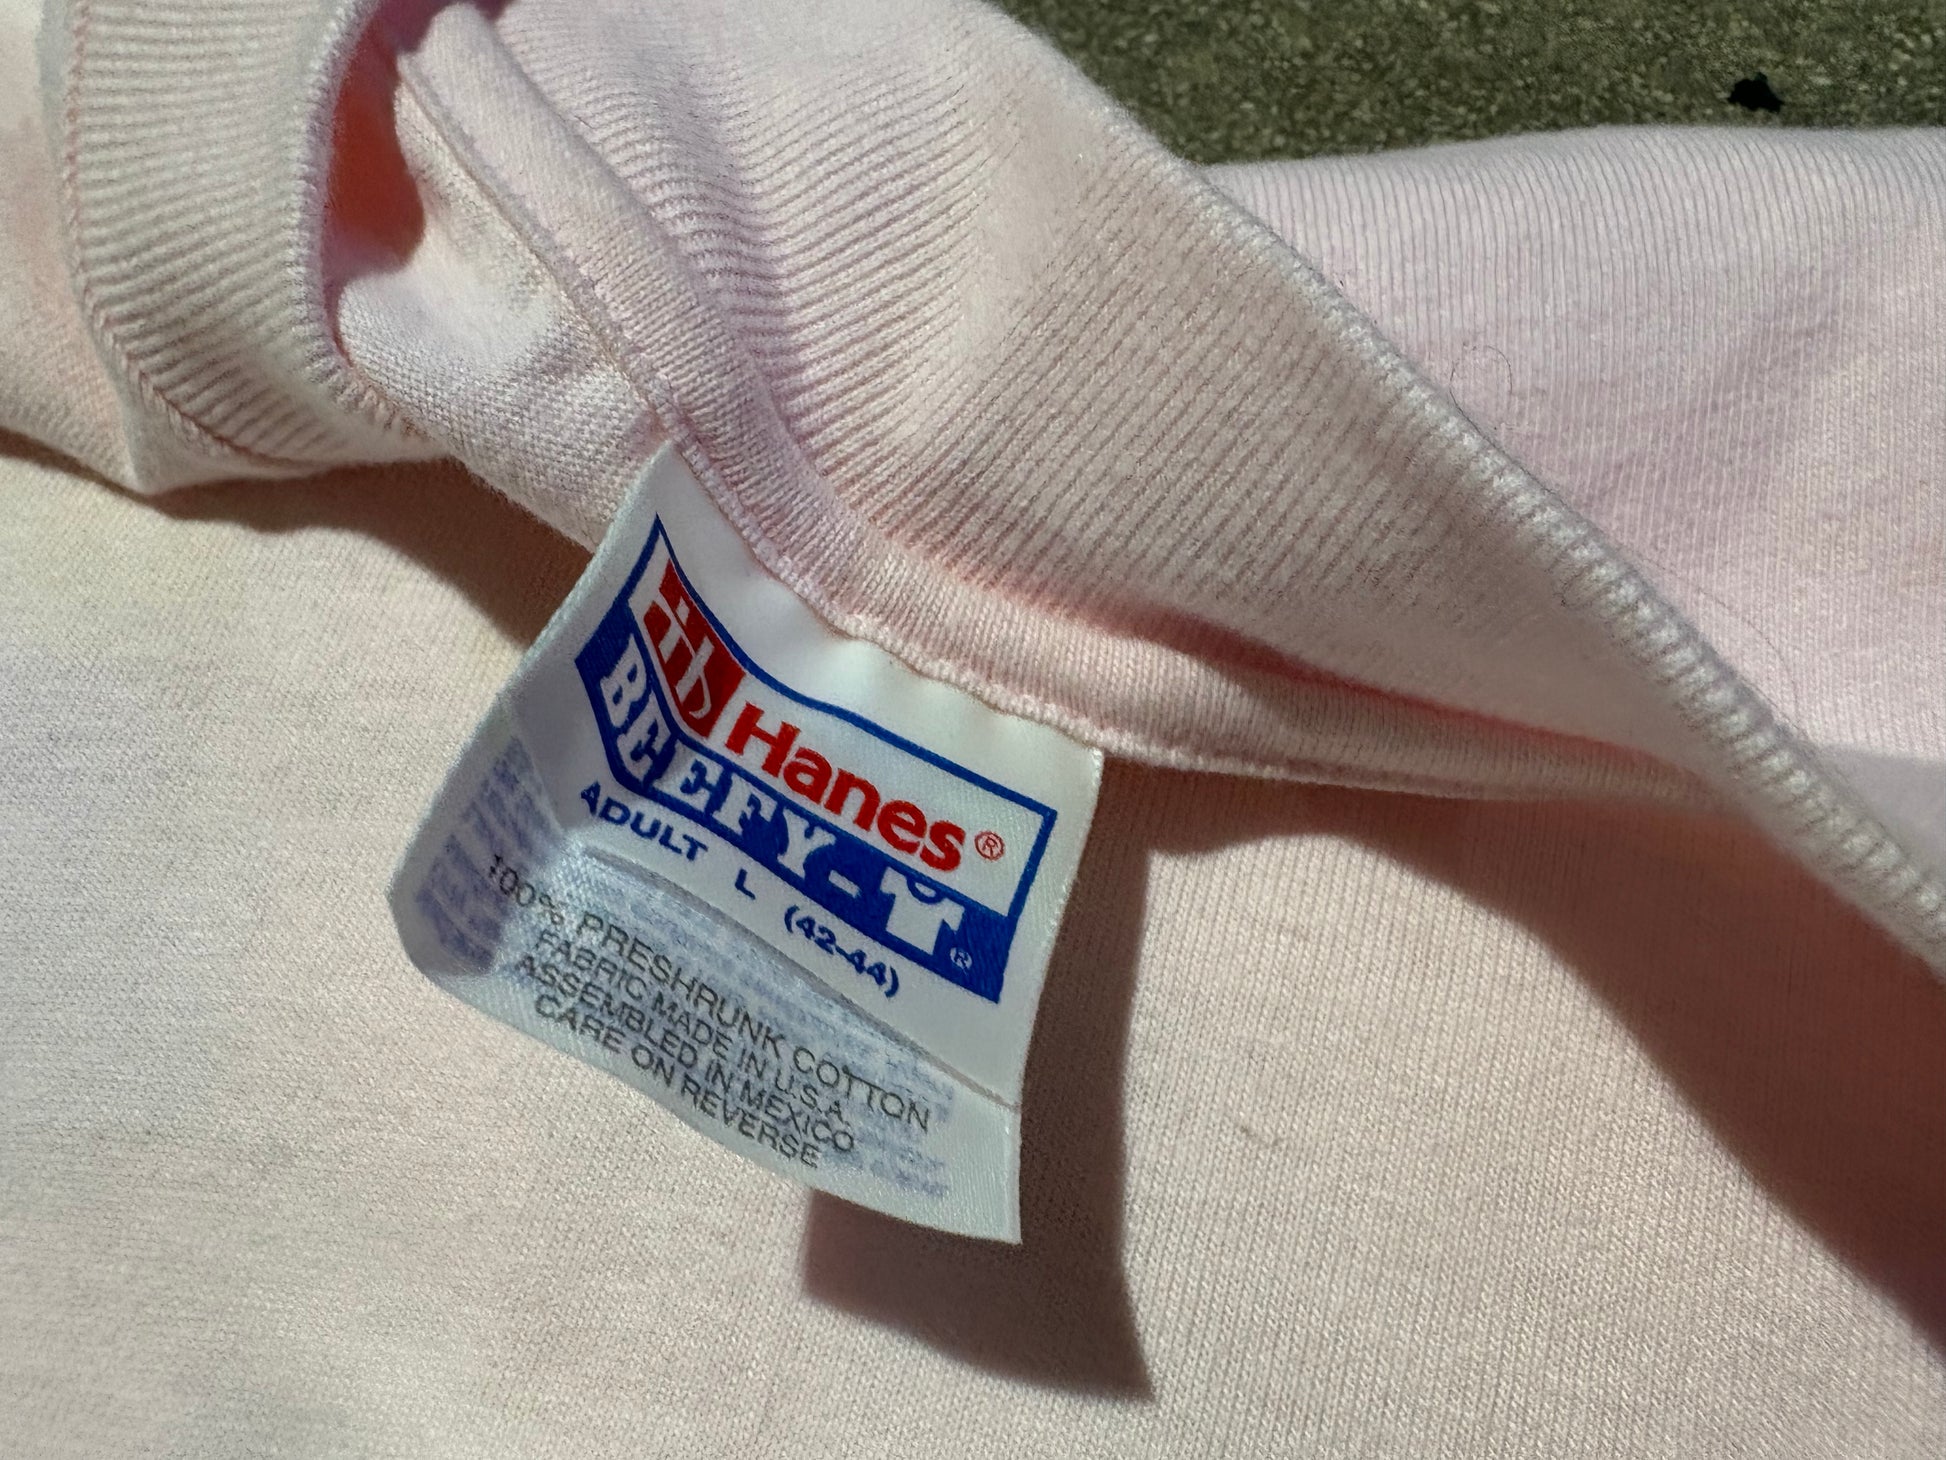 Hanes®
BEEFY-T®
ADULT L (42-44)
100% PRESHRUNK COTTON
FABRIC MADE IN U.S.A.
ASSEMBLED IN MEXICO
CARE ON REVERSE